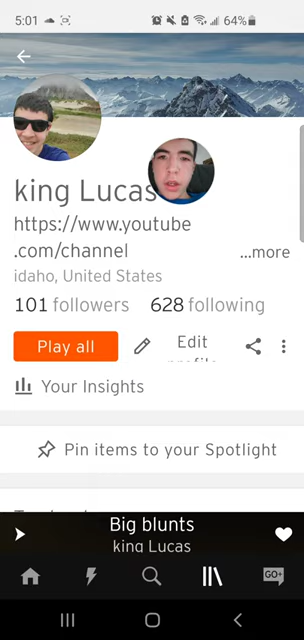 5:01
64%
king Lucas
https://www.youtube
.com/channel
...more
idaho, United States
101 followers 628 following
Play all
Edit
Your Insights
Pin items to your Spotlight
Big blunts
king Lucas
GO+